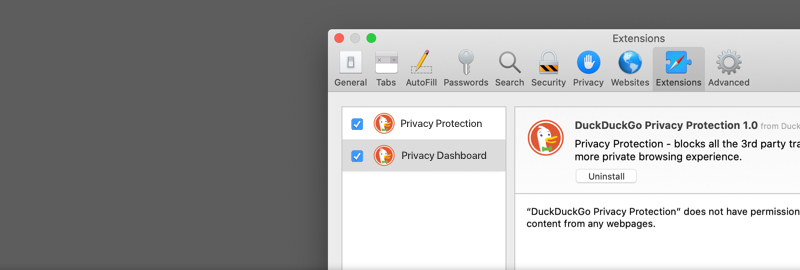 Extensions
General Tabs AutoFill Passwords Search Security Privacy Websites Extensions Advanced
Privacy Protection
Privacy Dashboard
DuckDuckGo Privacy Protection 1.0 from Duck
Privacy Protection - blocks all the 3rd party tra
more private browsing experience.
Uninstall
“DuckDuckGo Privacy Protection” does not have permission
content from any webpages.